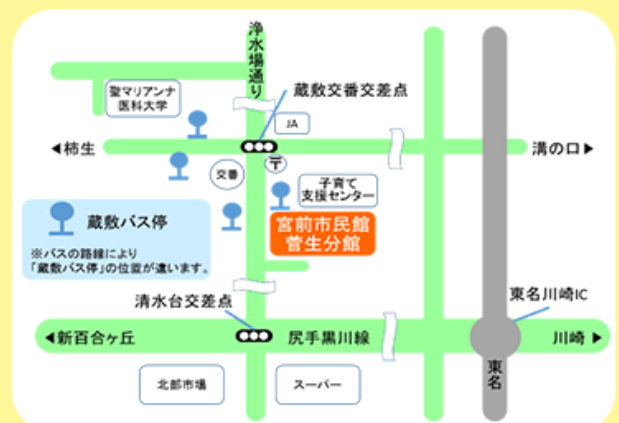 浄水場通り
聖マリアンナ
医科大学
蔵敷交番交差点
JA
◀柿生
溝の口▶
交番
〒
子育て
支援センター
蔵敷バス停
宮前市民館
菅生分館
※バスの路線により
「蔵敷バス停」の位置が違います。
清水台交差点
東名川崎IC
◀新百合ヶ丘
尻手黒川線
川崎▶
東名
北部市場
スーパー